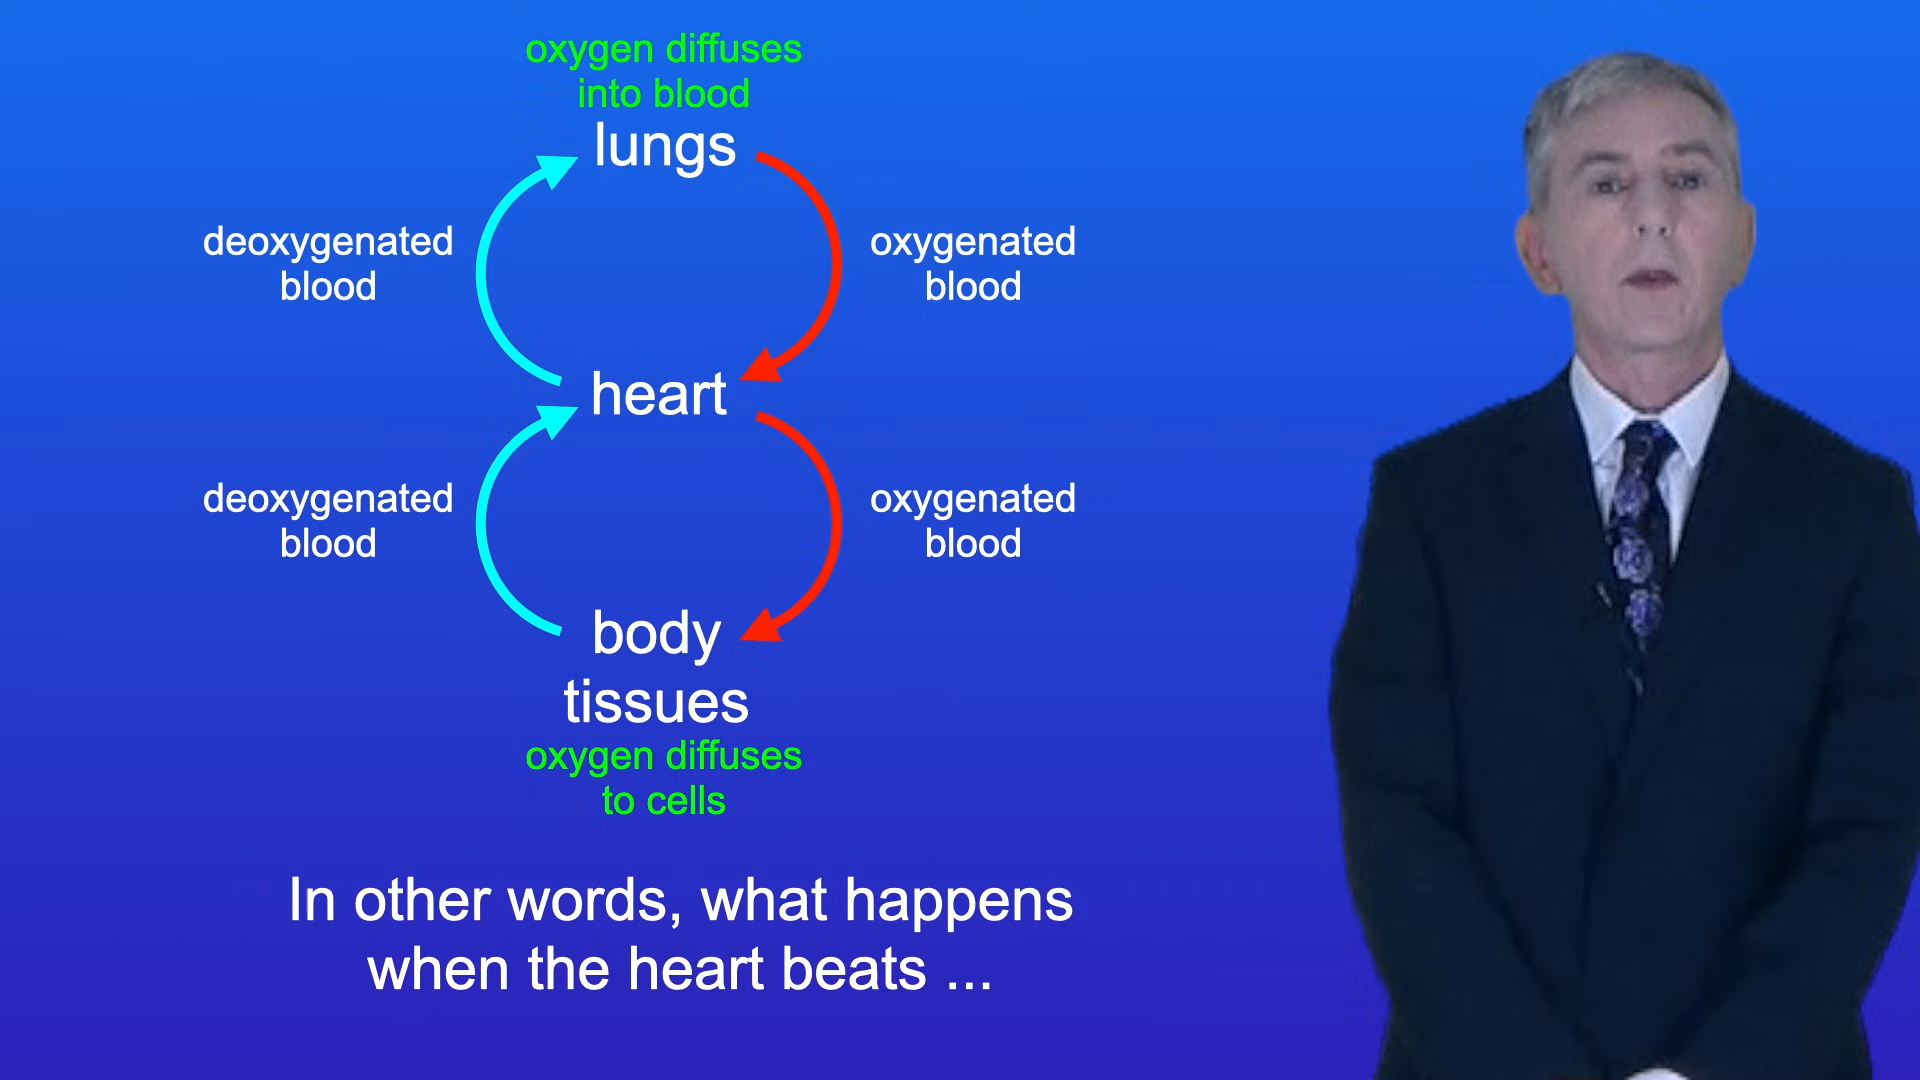 oxygen diffuses
into blood
lungs
deoxygenated
blood
oxygenated
blood
heart
deoxygenated
blood
oxygenated
blood
body
tissues
oxygen diffuses
to cells
In other words, what happens
when the heart beats ...